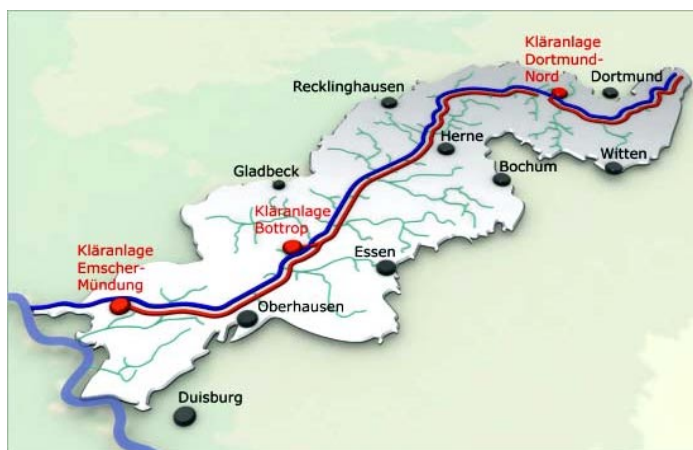 Kläranlage
Dortmund-
Nord
Dortmund
Recklinghausen
Herne
Witten
Bochum
Gladbeck
Kläranlage
Bottrop
Kläranlage
Emscher-
Mündung
Essen
Oberhausen
Duisburg